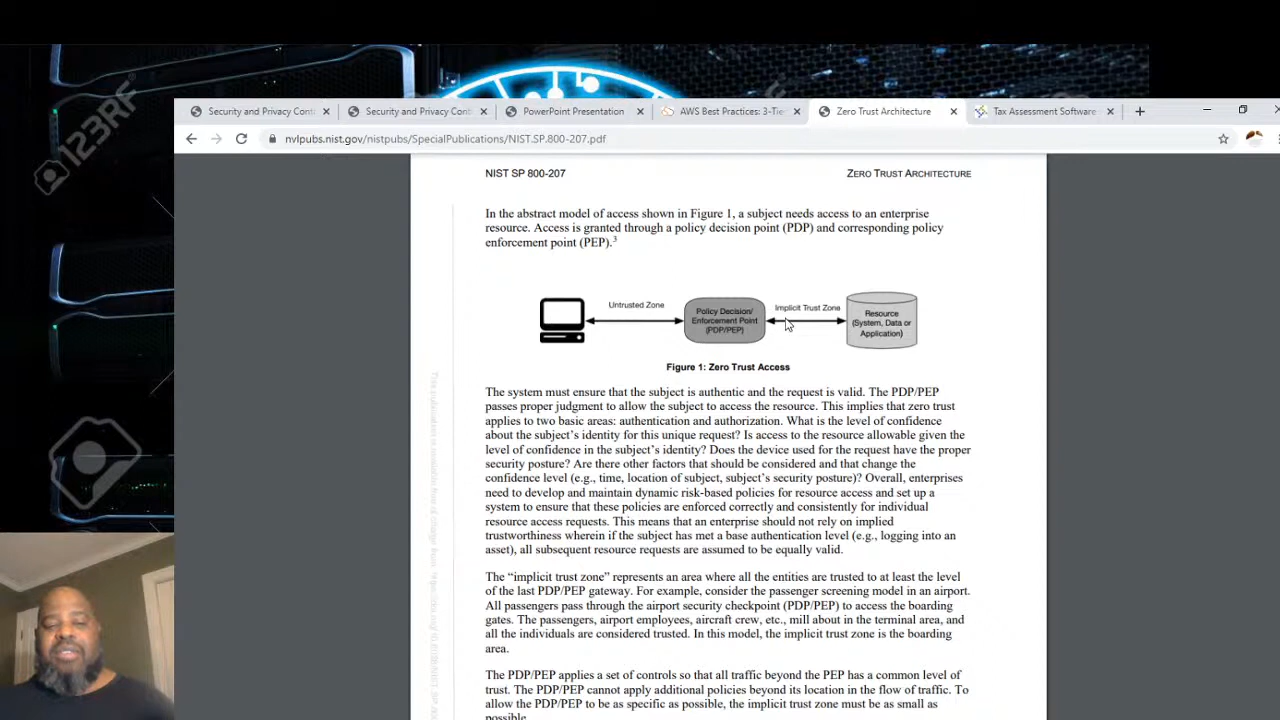 123RF
123RF
Security and Privacy Contr
Security and Privacy Cont
PowerPoint Presentation
AWS Best Practices: 3-Tie
Zero Trust Architecture
Tax Assessment Software
nvlpubs.nist.gov/nistpubs/SpecialPublications/NIST.SP.800-207.pdf
NIST SP 800-207
ZERO TRUST ARCHITECTURE
In the abstract model of access shown in Figure 1, a subject needs access to an enterprise
resource. Access is granted through a policy decision point (PDP) and corresponding policy
enforcement point (PEP).3
Untrusted Zone
Policy Decision/
Enforcement Point
(PDP/PEP)
Implicit Trust Zone
Resource
(System, Data or
Application)
Figure 1: Zero Trust Access
The system must ensure that the subject is authentic and the request is valid. The PDP/PEP
passes proper judgment to allow the subject to access the resource. This implies that zero trust
applies to two basic areas: authentication and authorization. What is the level of confidence
about the subject's identity for this unique request? Is access to the resource allowable given the
level of confidence in the subject's identity? Does the device used for the request have the proper
security posture? Are there other factors that should be considered and that change the
confidence level (e.g., time, location of subject, subject's security posture)? Overall, enterprises
need to develop and maintain dynamic risk-based policies for resource access and set up a
system to ensure that these policies are enforced correctly and consistently for individual
resource access requests. This means that an enterprise should not rely on implied
trustworthiness wherein if the subject has met a base authentication level (e.g., logging into an
asset), all subsequent resource requests are assumed to be equally valid.
The “implicit trust zone” represents an area where all the entities are trusted to at least the level
of the last PDP/PEP gateway. For example, consider the passenger screening model in an airport.
All passengers pass through the airport security checkpoint (PDP/PEP) to access the boarding
gates. The passengers, airport employees, aircraft crew, etc., mill about in the terminal area, and
all the individuals are considered trusted. In this model, the implicit trust zone is the boarding
area.
The PDP/PEP applies a set of controls so that all traffic beyond the PEP has a common level of
trust. The PDP/PEP cannot apply additional policies beyond its location in the flow of traffic. To
allow the PDP/PEP to be as specific as possible, the implicit trust zone must be as small as
possible.